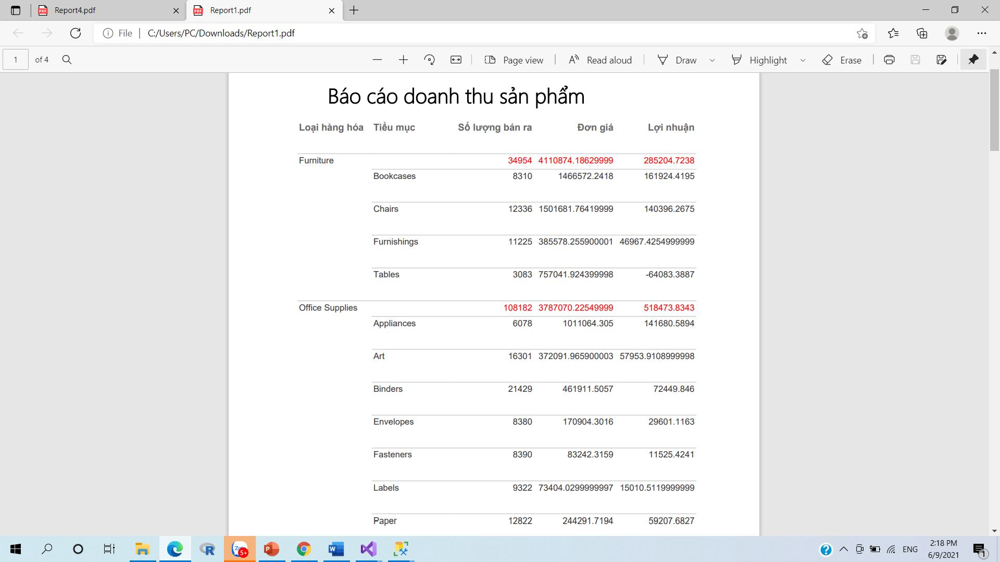 Report4.pdf
Report1.pdf
File
C:/Users/PC/Downloads/Report1.pdf
1 of 4
Page view
Read aloud
Draw
Highlight
Erase
Báo cáo doanh thu sản phẩm
Loại hàng hóa Tiểu mục Số lượng bán ra Đơn giá Lợi nhuận
Furniture 34954 4110874.18629999 285204.7238
Bookcases 8310 1466572.2418 161924.4195
Chairs 12336 1501681.76419999 140396.2675
Furnishings 11225 385578.255900001 46967.4254999999
Tables 3083 757041.924399998 -64083.3887
Office Supplies 108182 3787070.22549999 518473.8343
Appliances 6078 1011064.305 141680.5894
Art 16301 372091.965900003 57953.9108999998
Binders 21429 461911.5057 72449.846
Envelopes 8380 170904.3016 29601.1163
Fasteners 8390 83242.3159 11525.4241
Labels 9322 73404.0299999997 15010.5119999999
Paper 12822 244291.7194 59207.6827
5+
ENG
2:18 PM
6/9/2021
1